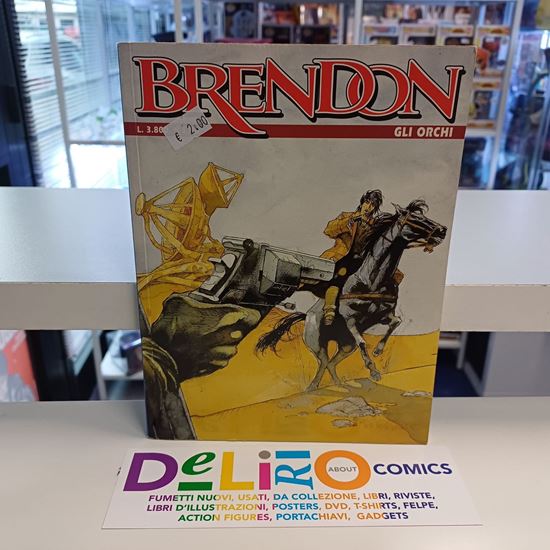 BRENDON
L. 3.80
€ 2.00
GLI ORCHI
DeLiRiO ABOUT COMICS
FUMETTI NUOVI, USATI, DA COLLEZIONE, LIBRI, RIVISTE,
LIBRI D'ILLUSTRAZIONI, POSTERS, DVD, T-SHIRTS, FELPE,
ACTION FIGURES, PORTACHIAVI, GADGETS